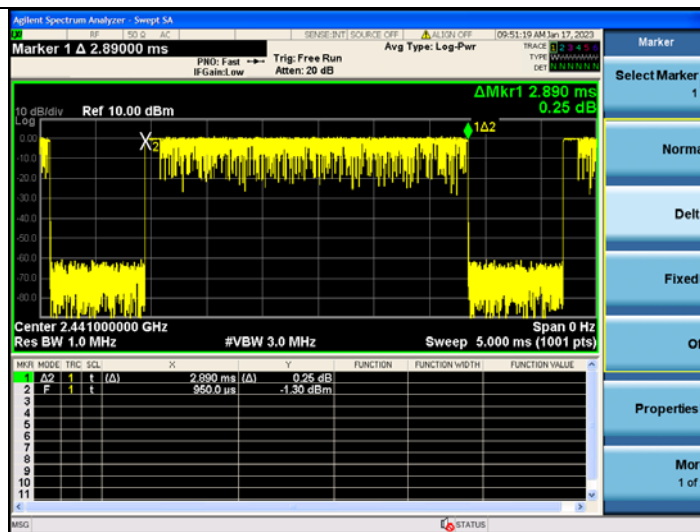 Agilent Spectrum Analyzer - Swept SA
RF 50 Ω AC SENSE:INT SOURCE OFF ALIGN OFF 09:51:19 AM Jan 17, 2023
Marker 1 Δ 2.89000 ms
PNO: Fast
IFGain:Low
Trig: Free Run
Atten: 20 dB
Avg Type: Log-Pwr
TRACE 1 2 3 4 5 6
TYPE
DET N N N N N N
ΔMkr1 2.890 ms
0.25 dB
10 dB/div Ref 10.00 dBm
Log
0.00
-10.0
-20.0
-30.0
-40.0
-50.0
-60.0
-70.0
-80.0
X2
1Δ2
Center 2.441000000 GHz Span 0 Hz
Res BW 1.0 MHz #VBW 3.0 MHz Sweep 5.000 ms (1001 pts)
MKR MODE TRC SCL X Y FUNCTION FUNCTION WIDTH FUNCTION VALUE
1 Δ2 1 t (Δ) 2.890 ms (Δ) 0.25 dB
2 F 1 t 950.0 µs -1.30 dBm
3
4
5
6
7
8
9
10
11
MSG STATUS
Marker
Select Marker
1
Norma
Delt
Fixed
Of
Properties
Mor
1 of